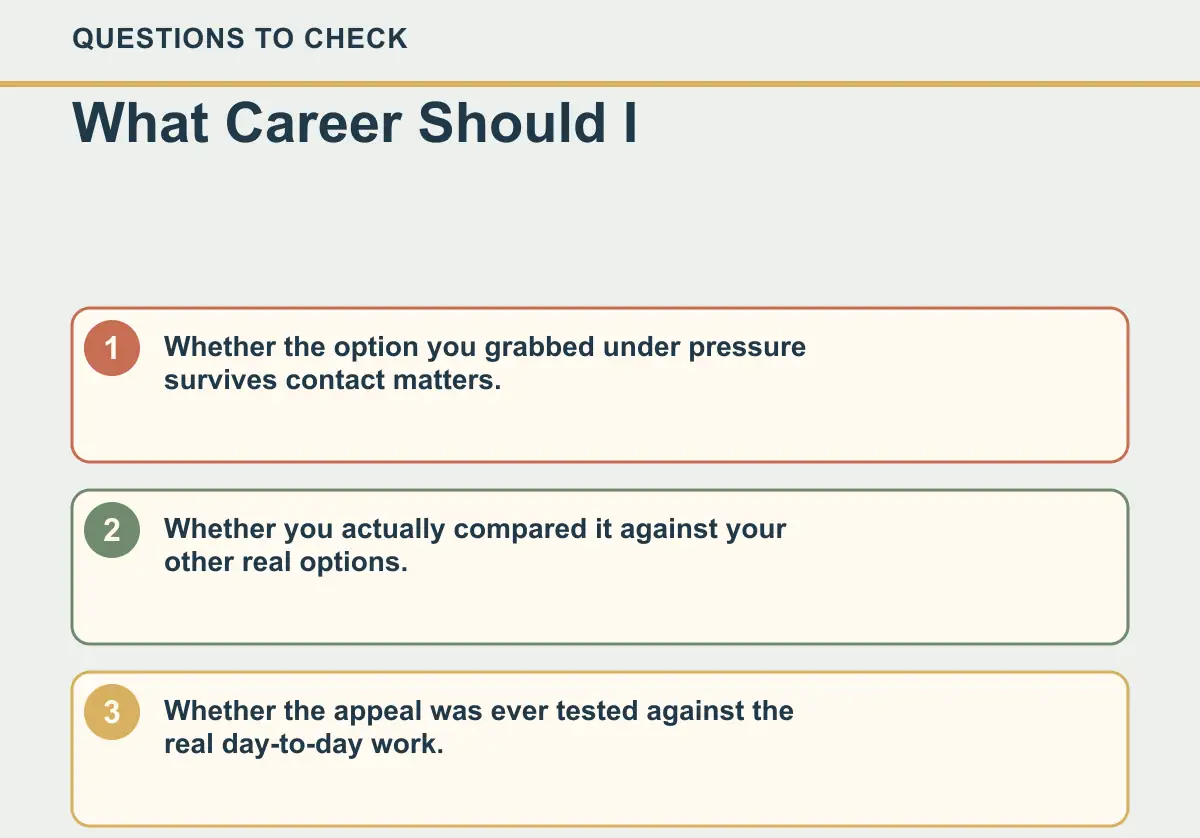 QUESTIONS TO CHECK
What Career Should I
1
Whether the option you grabbed under pressure
survives contact matters.
2
Whether you actually compared it against your
other real options.
3
Whether the appeal was ever tested against the
real day-to-day work.